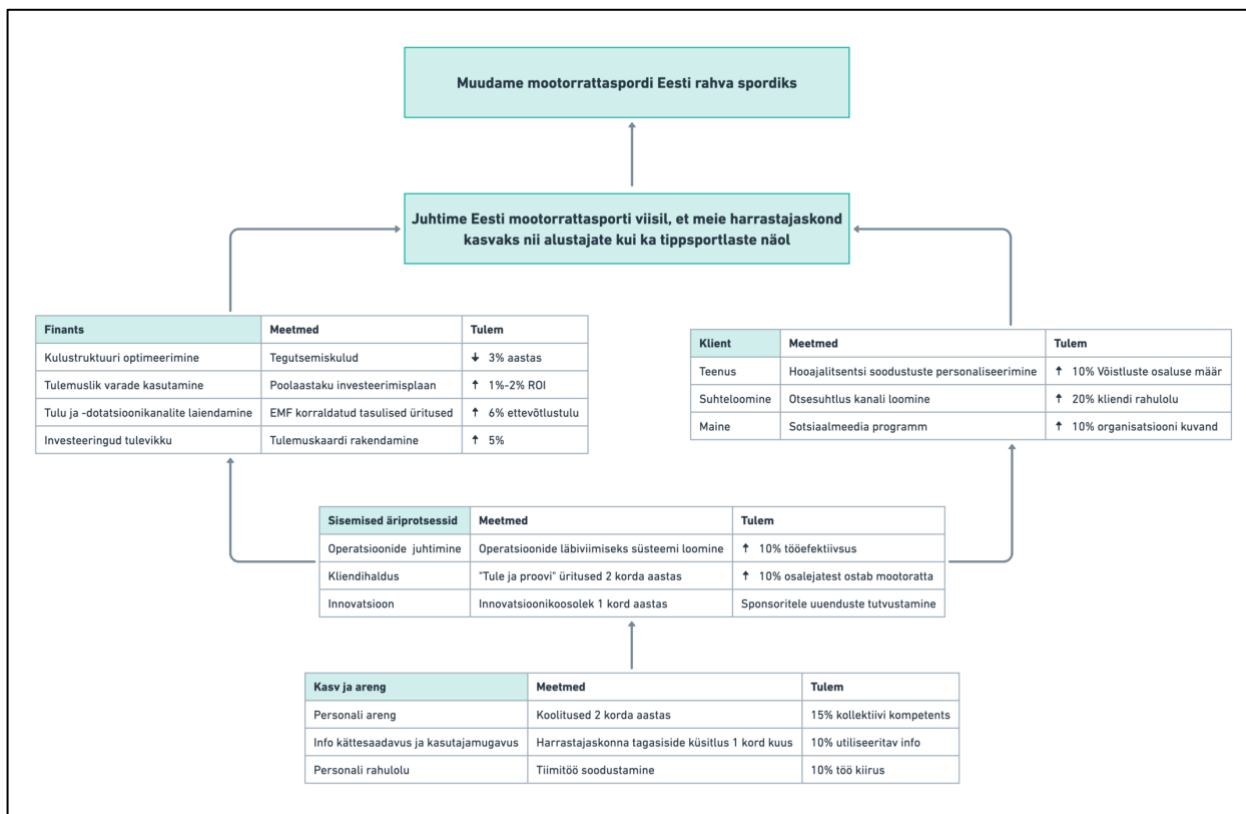 Muudame mootorrattaspordi Eesti rahva spordiks
Juhtime Eesti mootorrattasporti viisil, et meie harrastajaskond
kasvaks nii alustajate kui ka tippsportlaste näol
Finants Meetmed Tulem
Kulustruktuuri optimeerimine Tegutsemiskulud ↓ 3% aastas
Tulemuslik varade kasutamine Poolaastaku investeerimisplaan ↑ 1%-2% ROI
Tulu ja -dotatsioonikanalite laiendamine EMF korraldatud tasulised üritused ↑ 6% ettevõtlustulu
Investeeringud tulevikku Tulemuskaardi rakendamine ↑ 5%
Klient Meetmed Tulem
Teenus Hooajalitsentsi soodustuste personaliseerimine ↑ 10% Võistluste osaluse määr
Suhteloomine Otsesuhtlus kanali loomine ↑ 20% kliendi rahulolu
Maine Sotsiaalmeedia programm ↑ 10% organisatsiooni kuvand
Sisemised äriprotsessid Meetmed Tulem
Operatsioonide juhtimine Operatsioonide läbiviimiseks süsteemi loomine ↑ 10% tööefektiivsus
Kliendihaldus "Tule ja proovi" üritused 2 korda aastas ↑ 10% osalejatest ostab mootoratta
Innovatsioon Innovatsioonikoosolek 1 kord aastas Sponsoritele uuenduste tutvustamine
Kasv ja areng Meetmed Tulem
Personali areng Koolitused 2 korda aastas 15% kollektiivi kompetents
Info kättesaadavus ja kasutajamugavus Harrastajaskonna tagasiside küsitlus 1 kord kuus 10% utiliseeritav info
Personali rahulolu Tiimitöö soodustamine 10% töö kiirus